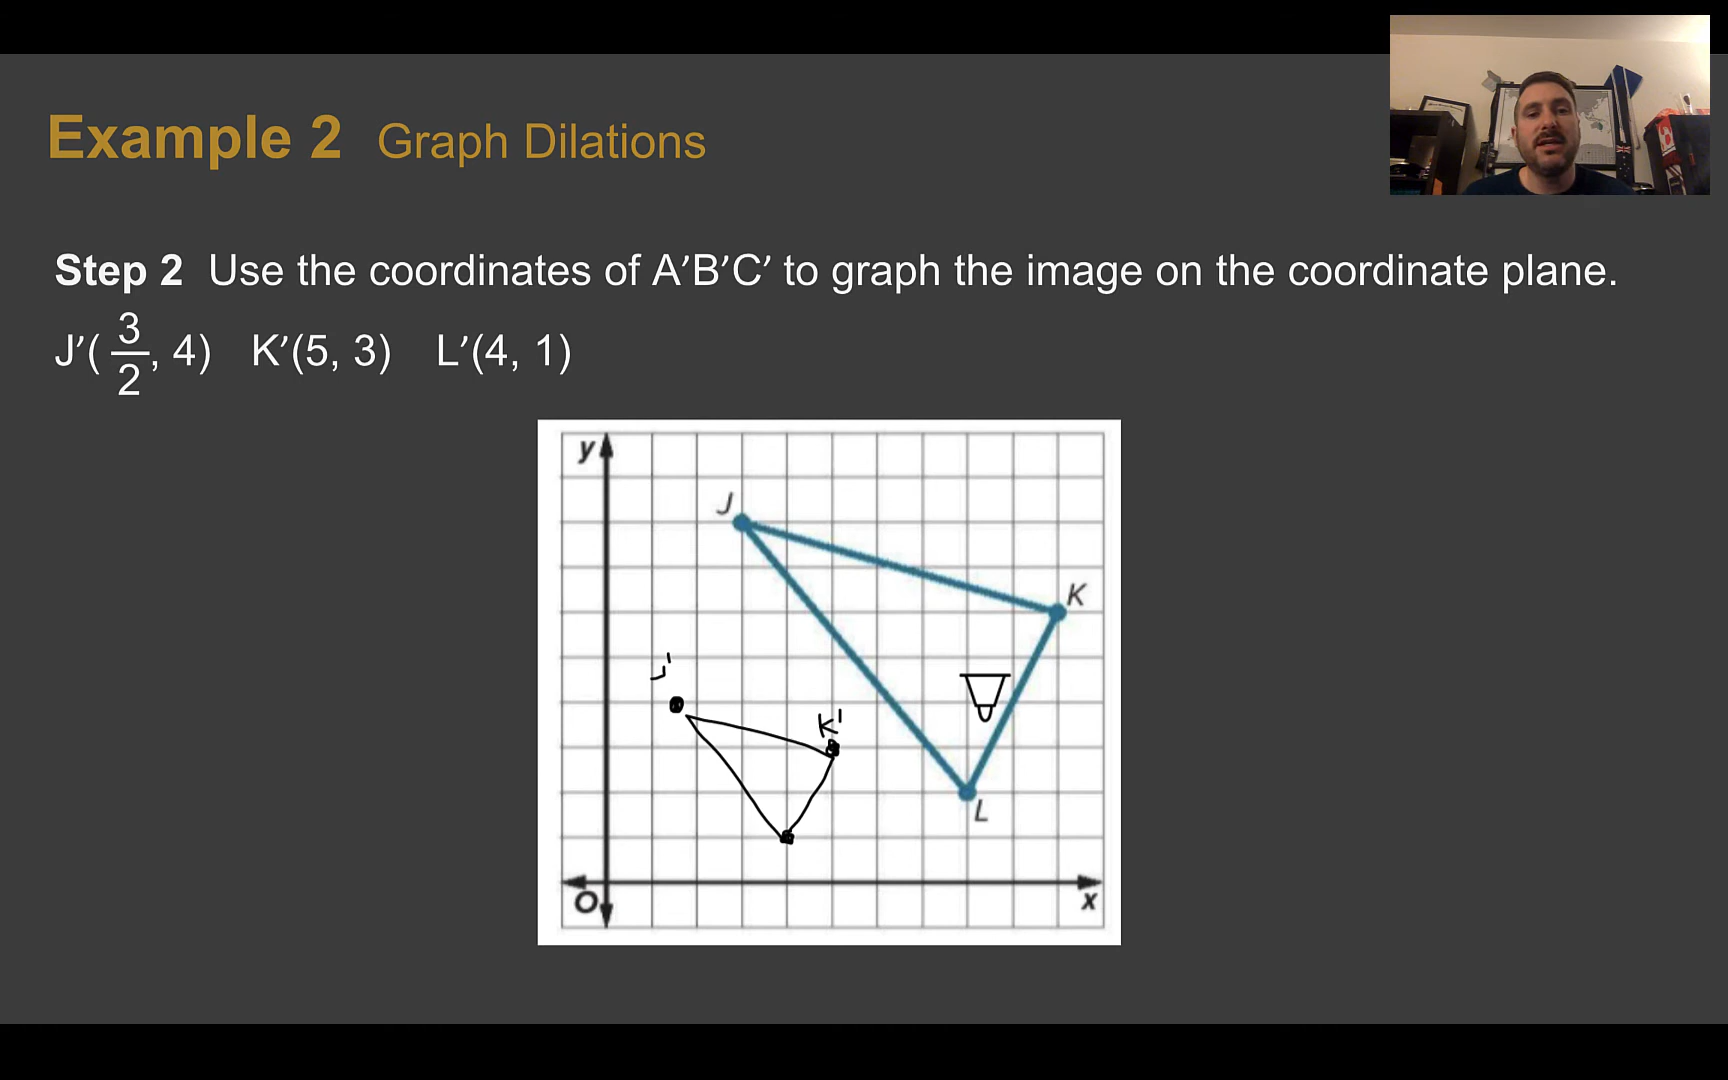 Example 2 Graph Dilations
Step 2 Use the coordinates of A′B′C′ to graph the image on the coordinate plane.
J′(3/2, 4) K′(5, 3) L′(4, 1)
y
J
K
J'
K'
L
O
x